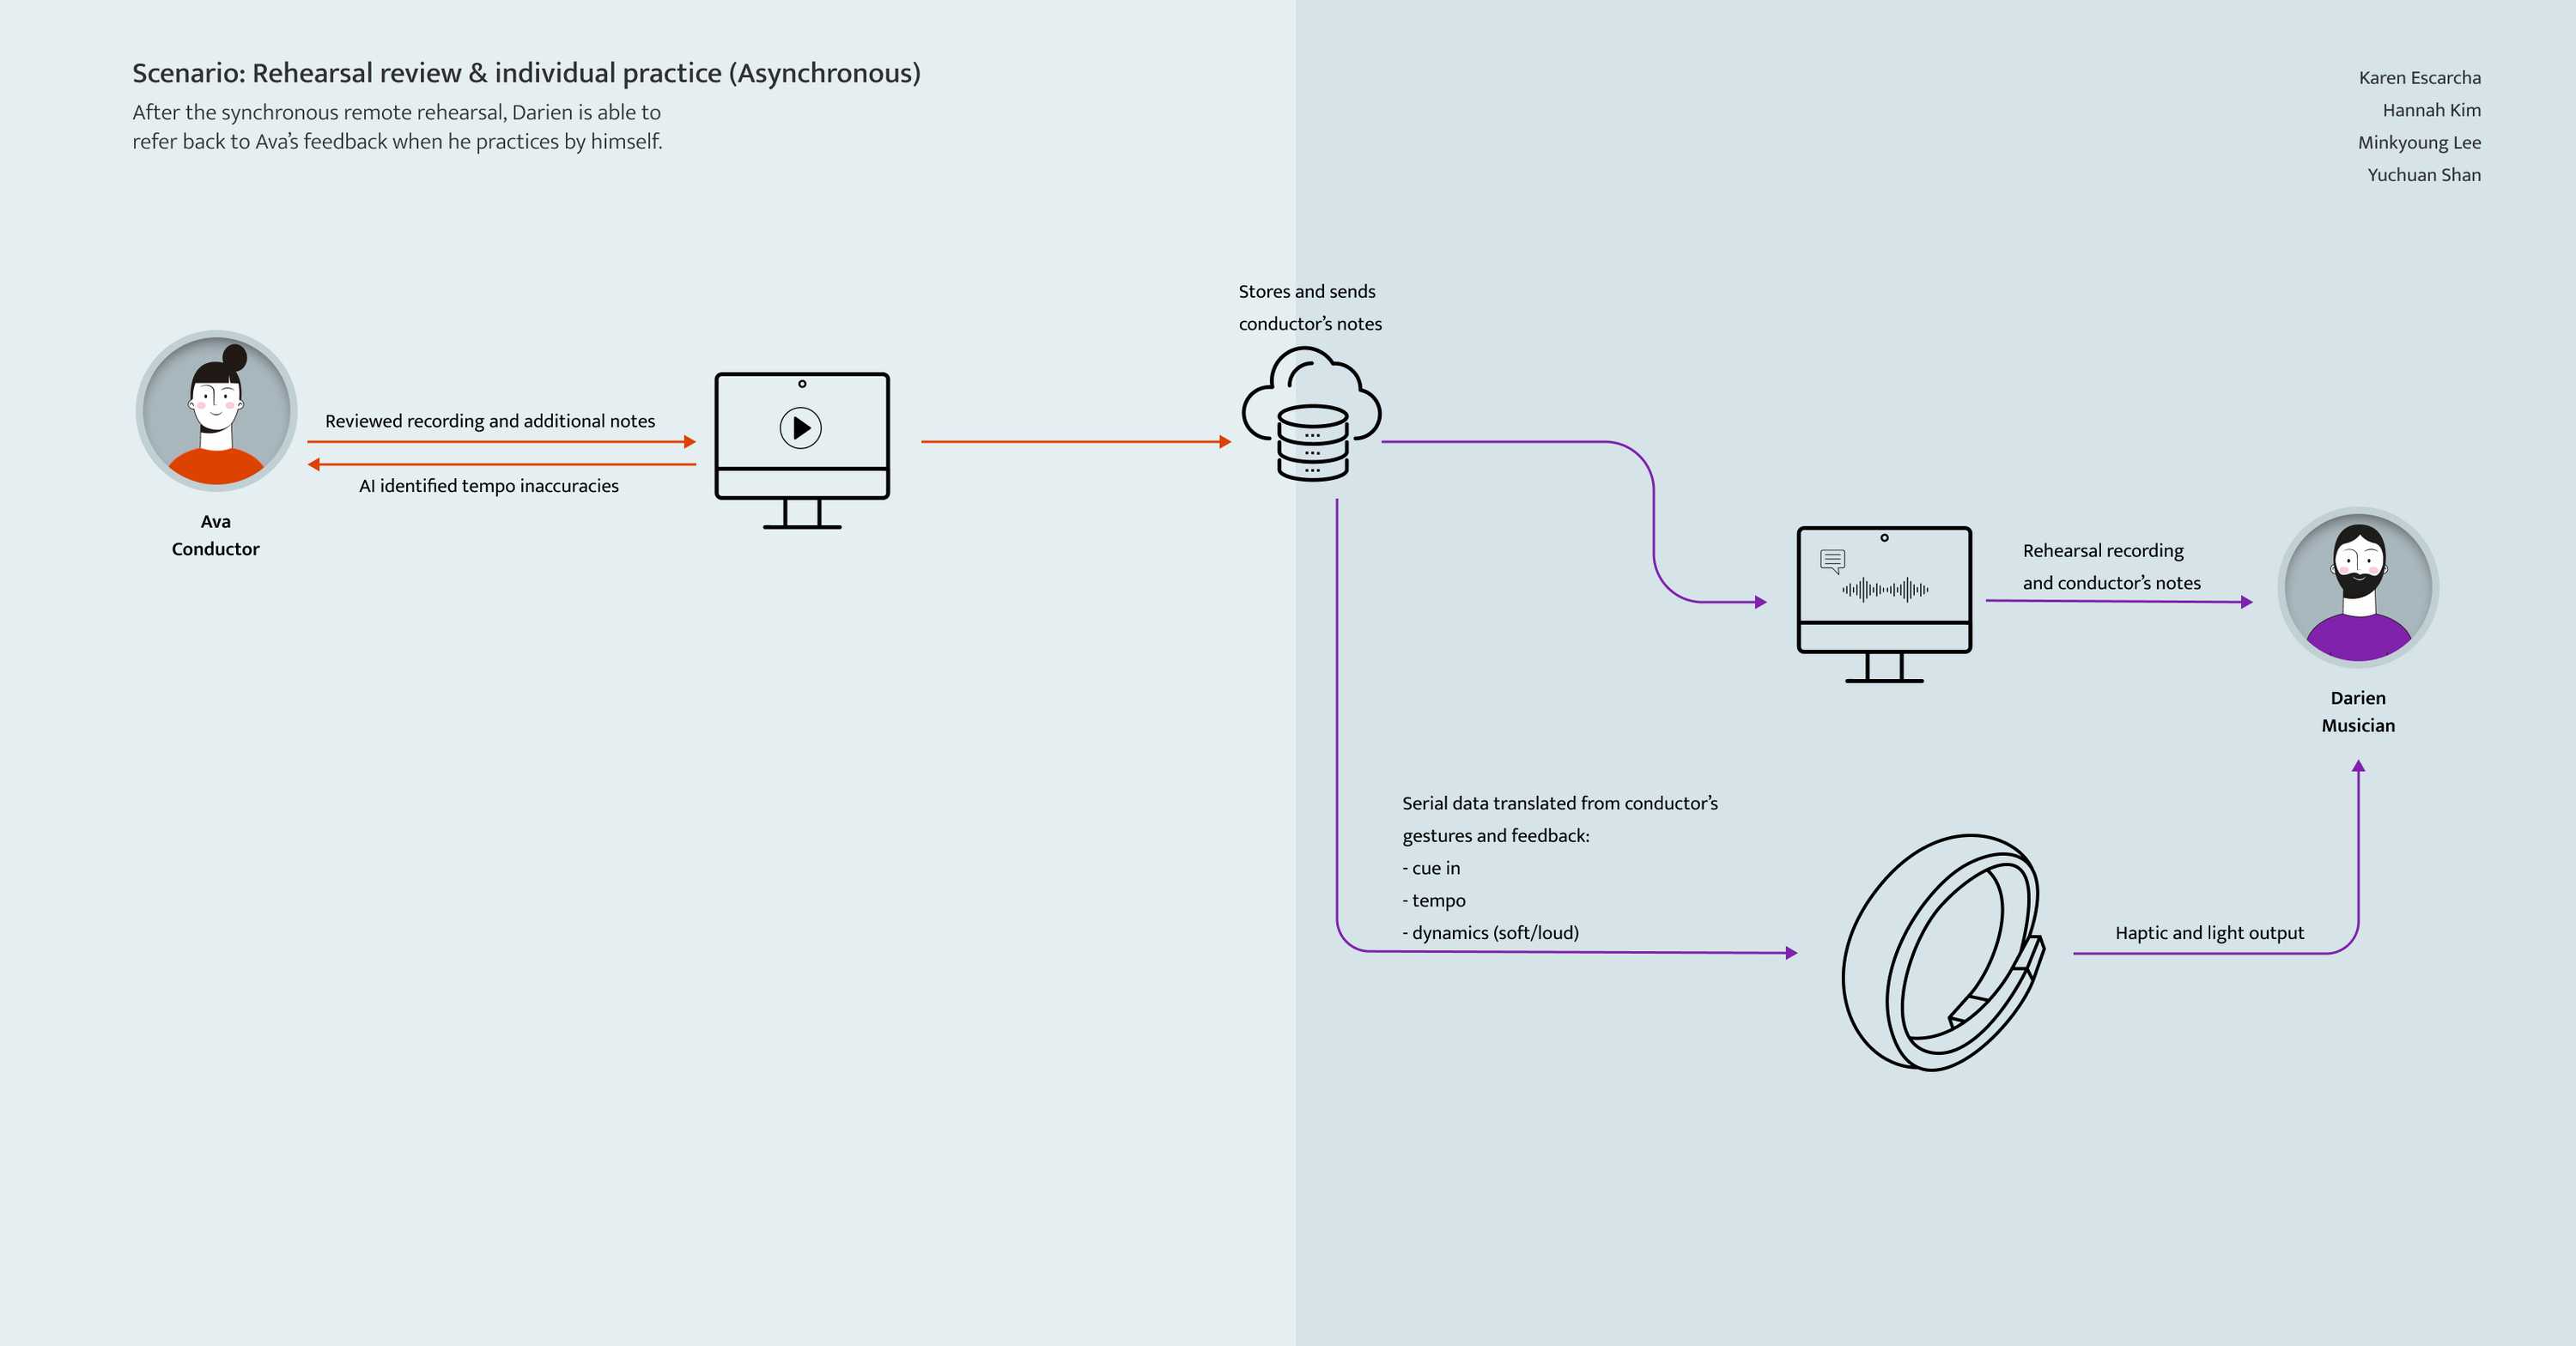 Scenario: Rehearsal review & individual practice (Asynchronous)
After the synchronous remote rehearsal, Darien is able to
refer back to Ava’s feedback when he practices by himself.
Karen Escarcha
Hannah Kim
Minkyoung Lee
Yuchuan Shan
Stores and sends
conductor’s notes
Reviewed recording and additional notes
AI identified tempo inaccuracies
Ava
Conductor
Rehearsal recording
and conductor’s notes
Darien
Musician
Serial data translated from conductor’s
gestures and feedback:
- cue in
- tempo
- dynamics (soft/loud)
Haptic and light output